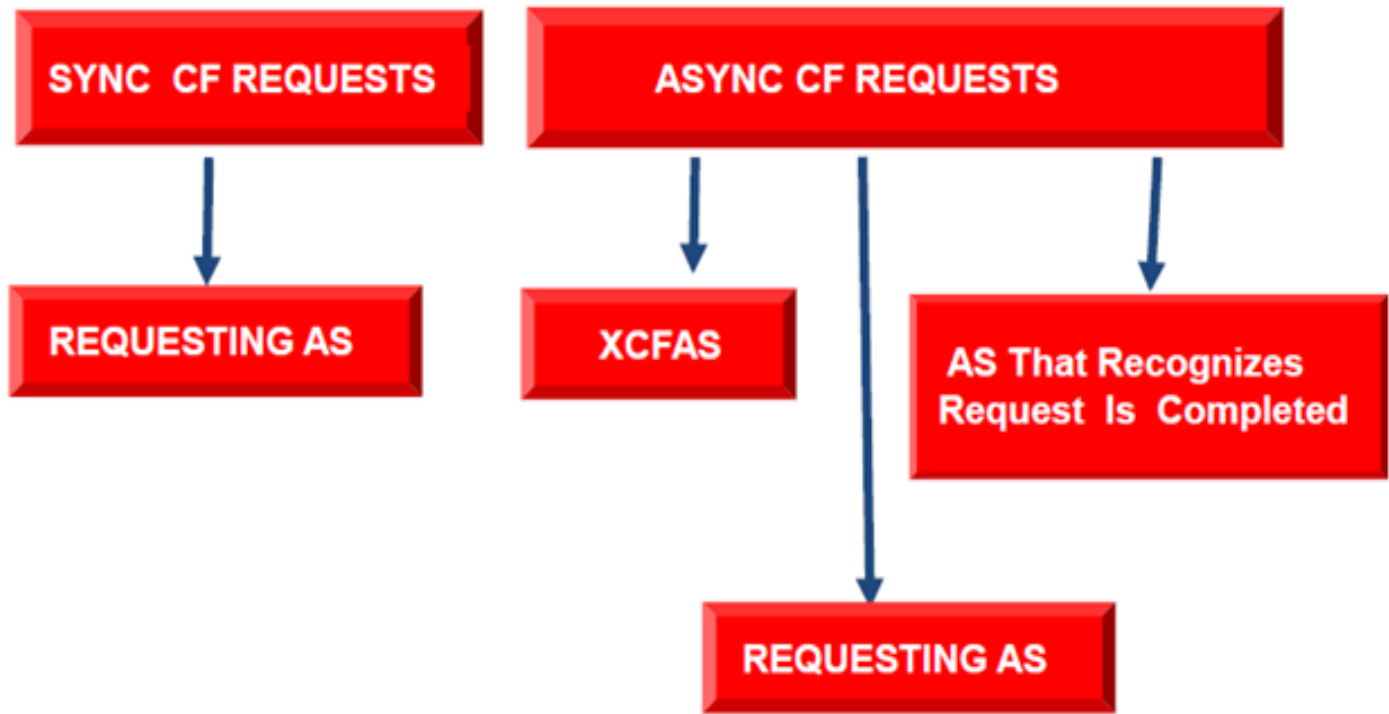 SYNC CF REQUESTS
ASYNC CF REQUESTS
REQUESTING AS
XCFAS
AS That Recognizes
Request Is Completed
REQUESTING AS